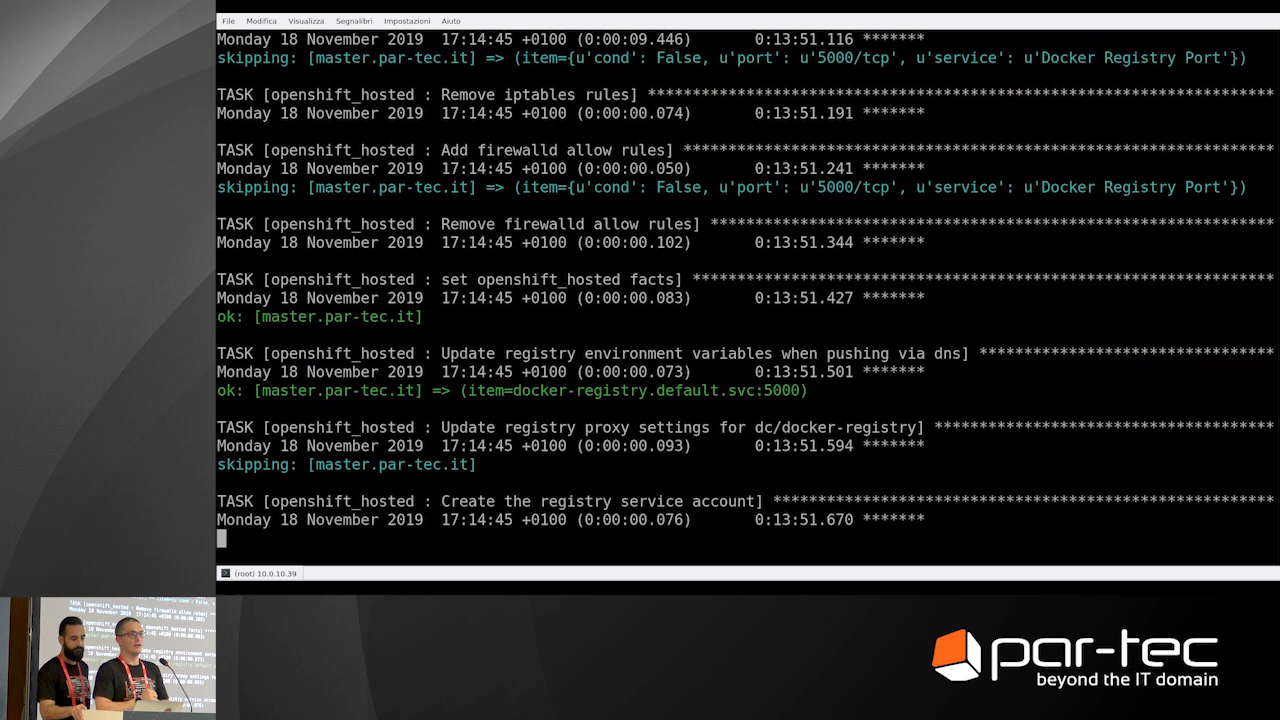 File Modifica Visualizza Segnalibri Impostazioni Aiuto
Monday 18 November 2019  17:14:45 +0100 (0:00:09.446)       0:13:51.116 *******
skipping: [master.par-tec.it] => (item={u'cond': False, u'port': u'5000/tcp', u'service': u'Docker Registry Port'})
TASK [openshift_hosted : Remove iptables rules] **********************************************************************
Monday 18 November 2019  17:14:45 +0100 (0:00:00.074)       0:13:51.191 *******
TASK [openshift_hosted : Add firewalld allow rules] ******************************************************************
Monday 18 November 2019  17:14:45 +0100 (0:00:00.050)       0:13:51.241 *******
skipping: [master.par-tec.it] => (item={u'cond': False, u'port': u'5000/tcp', u'service': u'Docker Registry Port'})
TASK [openshift_hosted : Remove firewalld allow rules] ***************************************************************
Monday 18 November 2019  17:14:45 +0100 (0:00:00.102)       0:13:51.344 *******
TASK [openshift_hosted : set openshift_hosted facts] *****************************************************************
Monday 18 November 2019  17:14:45 +0100 (0:00:00.083)       0:13:51.427 *******
ok: [master.par-tec.it]
TASK [openshift_hosted : Update registry environment variables when pushing via dns] *********************************
Monday 18 November 2019  17:14:45 +0100 (0:00:00.073)       0:13:51.501 *******
ok: [master.par-tec.it] => (item=docker-registry.default.svc:5000)
TASK [openshift_hosted : Update registry proxy settings for dc/docker-registry] **************************************
Monday 18 November 2019  17:14:45 +0100 (0:00:00.093)       0:13:51.594 *******
skipping: [master.par-tec.it]
TASK [openshift_hosted : Create the registry service account] ********************************************************
Monday 18 November 2019  17:14:45 +0100 (0:00:00.076)       0:13:51.670 *******
(root) 10.0.10.39
par-tec
beyond the IT domain